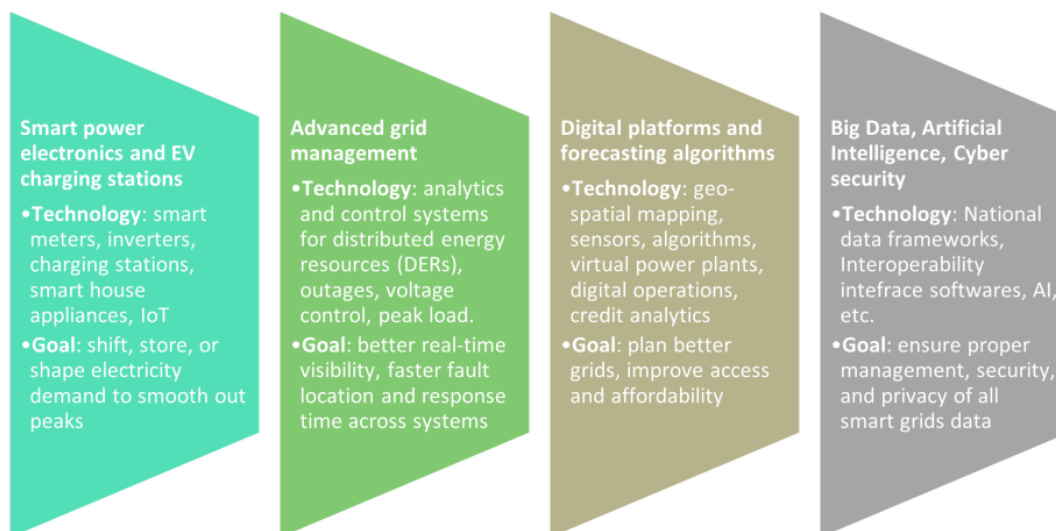 Smart power
electronics and EV
charging stations
•Technology: smart
meters, inverters,
charging stations,
smart house
appliances, IoT
•Goal: shift, store, or
shape electricity
demand to smooth out
peaks
Advanced grid
management
•Technology: analytics
and control systems
for distributed energy
resources (DERs),
outages, voltage
control, peak load.
•Goal: better real-time
visibility, faster fault
location and response
time across systems
Digital platforms and
forecasting algorithms
•Technology: geo-
spatial mapping,
sensors, algorithms,
virtual power plants,
digital operations,
credit analytics
•Goal: plan better
grids, improve access
and affordability
Big Data, Artificial
Intelligence, Cyber
security
•Technology: National
data frameworks,
Interoperability
intefrace softwares, AI,
etc.
•Goal: ensure proper
management, security,
and privacy of all
smart grids data